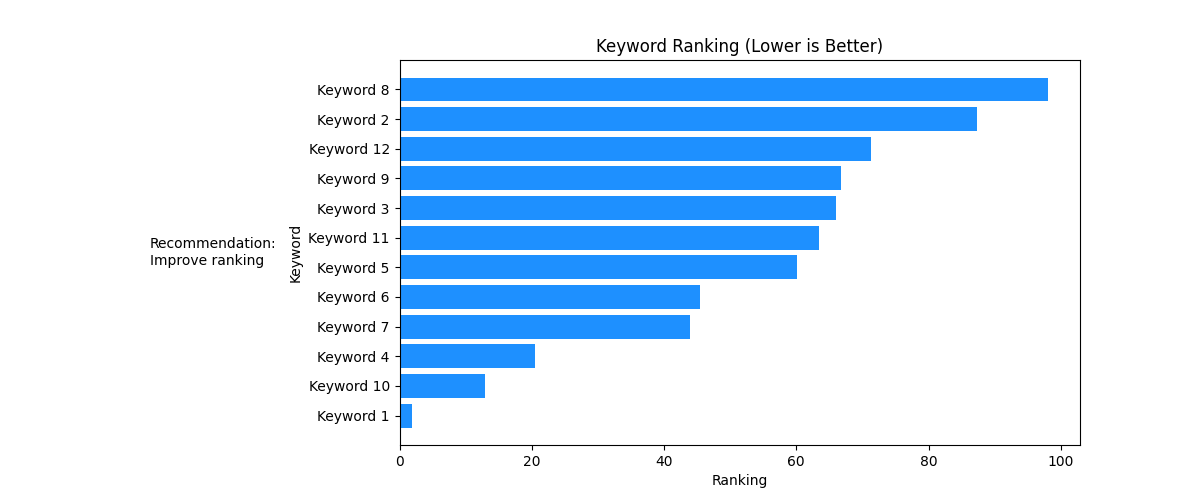 Keyword Ranking (Lower is Better)
Keyword 8
Keyword 2
Keyword 12
Keyword 9
Keyword 3
Keyword 11
Keyword 5
Keyword 6
Keyword 7
Keyword 4
Keyword 10
Keyword 1
Keyword
Recommendation:
Improve ranking
0 20 40 60 80 100
Ranking